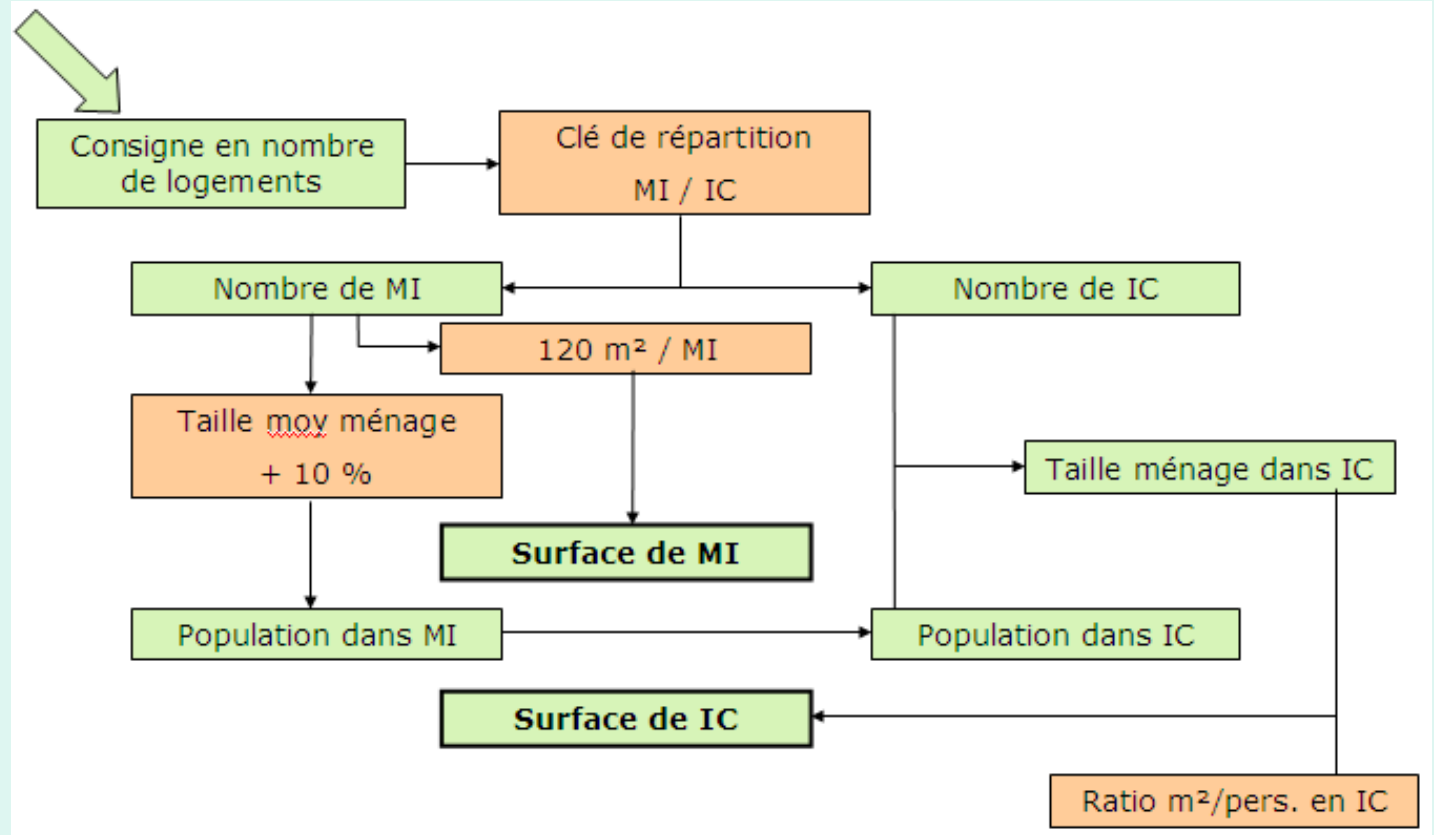 Consigne en nombre
de logements
Clé de répartition
MI / IC
Nombre de MI
Nombre de IC
120 m² / MI
Taille moy ménage
+ 10 %
Taille ménage dans IC
Surface de MI
Population dans MI
Population dans IC
Surface de IC
Ratio m²/pers. en IC